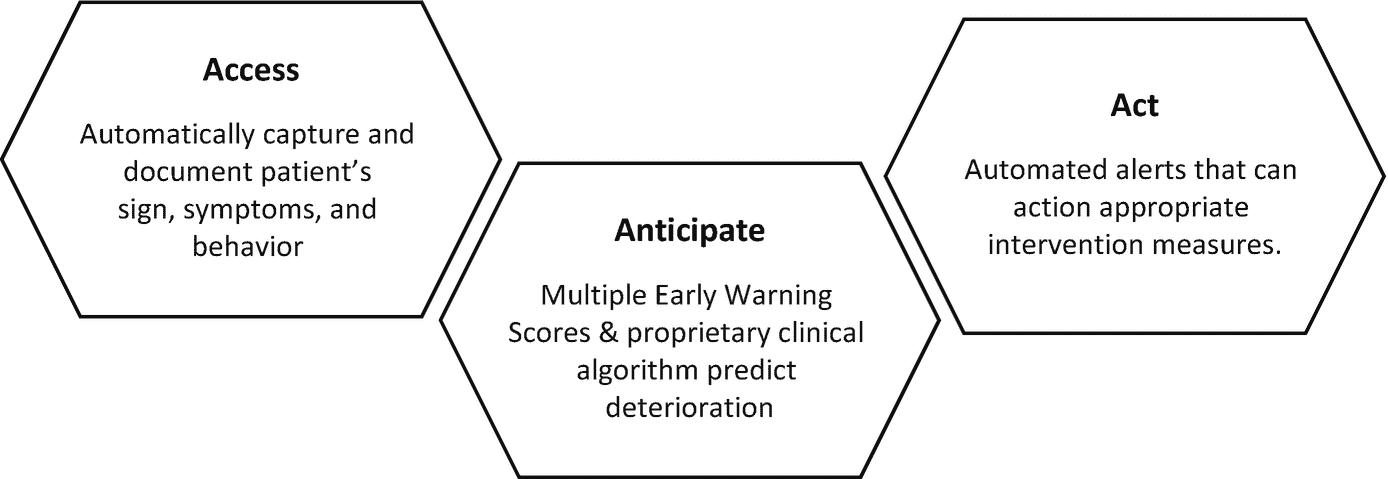 Access
Automatically capture and
document patient’s
sign, symptoms, and
behavior
Anticipate
Multiple Early Warning
Scores & proprietary clinical
algorithm predict
deterioration
Act
Automated alerts that can
action appropriate
intervention measures.